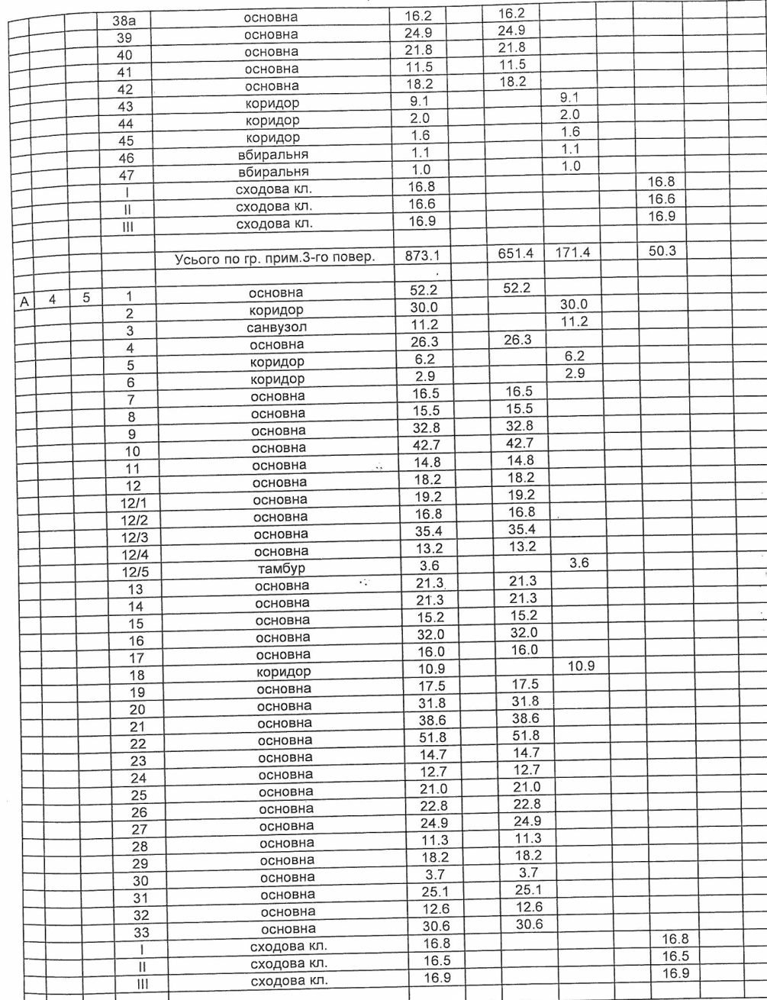 38а основна 16.2 16.2
39 основна 24.9 24.9
40 основна 21.8 21.8
41 основна 11.5 11.5
42 основна 18.2 18.2
43 коридор 9.1 9.1
44 коридор 2.0 2.0
45 коридор 1.6 1.6
46 вбиральня 1.1 1.1
47 вбиральня 1.0 1.0
I сходова кл. 16.8 16.8
II сходова кл. 16.6 16.6
III сходова кл. 16.9 16.9
Усього по гр. прим.3-го повер. 873.1 651.4 171.4 50.3
А 4 5 1 основна 52.2 52.2
2 коридор 30.0 30.0
3 санвузол 11.2 11.2
4 основна 26.3 26.3
5 коридор 6.2 6.2
6 коридор 2.9 2.9
7 основна 16.5 16.5
8 основна 15.5 15.5
9 основна 32.8 32.8
10 основна 42.7 42.7
11 основна 14.8 14.8
12 основна 18.2 18.2
12/1 основна 19.2 19.2
12/2 основна 16.8 16.8
12/3 основна 35.4 35.4
12/4 основна 13.2 13.2
12/5 тамбур 3.6 3.6
13 основна 21.3 21.3
14 основна 21.3 21.3
15 основна 15.2 15.2
16 основна 32.0 32.0
17 основна 16.0 16.0
18 коридор 10.9 10.9
19 основна 17.5 17.5
20 основна 31.8 31.8
21 основна 38.6 38.6
22 основна 51.8 51.8
23 основна 14.7 14.7
24 основна 12.7 12.7
25 основна 21.0 21.0
26 основна 22.8 22.8
27 основна 24.9 24.9
28 основна 11.3 11.3
29 основна 18.2 18.2
30 основна 3.7 3.7
31 основна 25.1 25.1
32 основна 12.6 12.6
33 основна 30.6 30.6
I сходова кл. 16.8 16.8
II сходова кл. 16.5 16.5
III сходова кл. 16.9 16.9